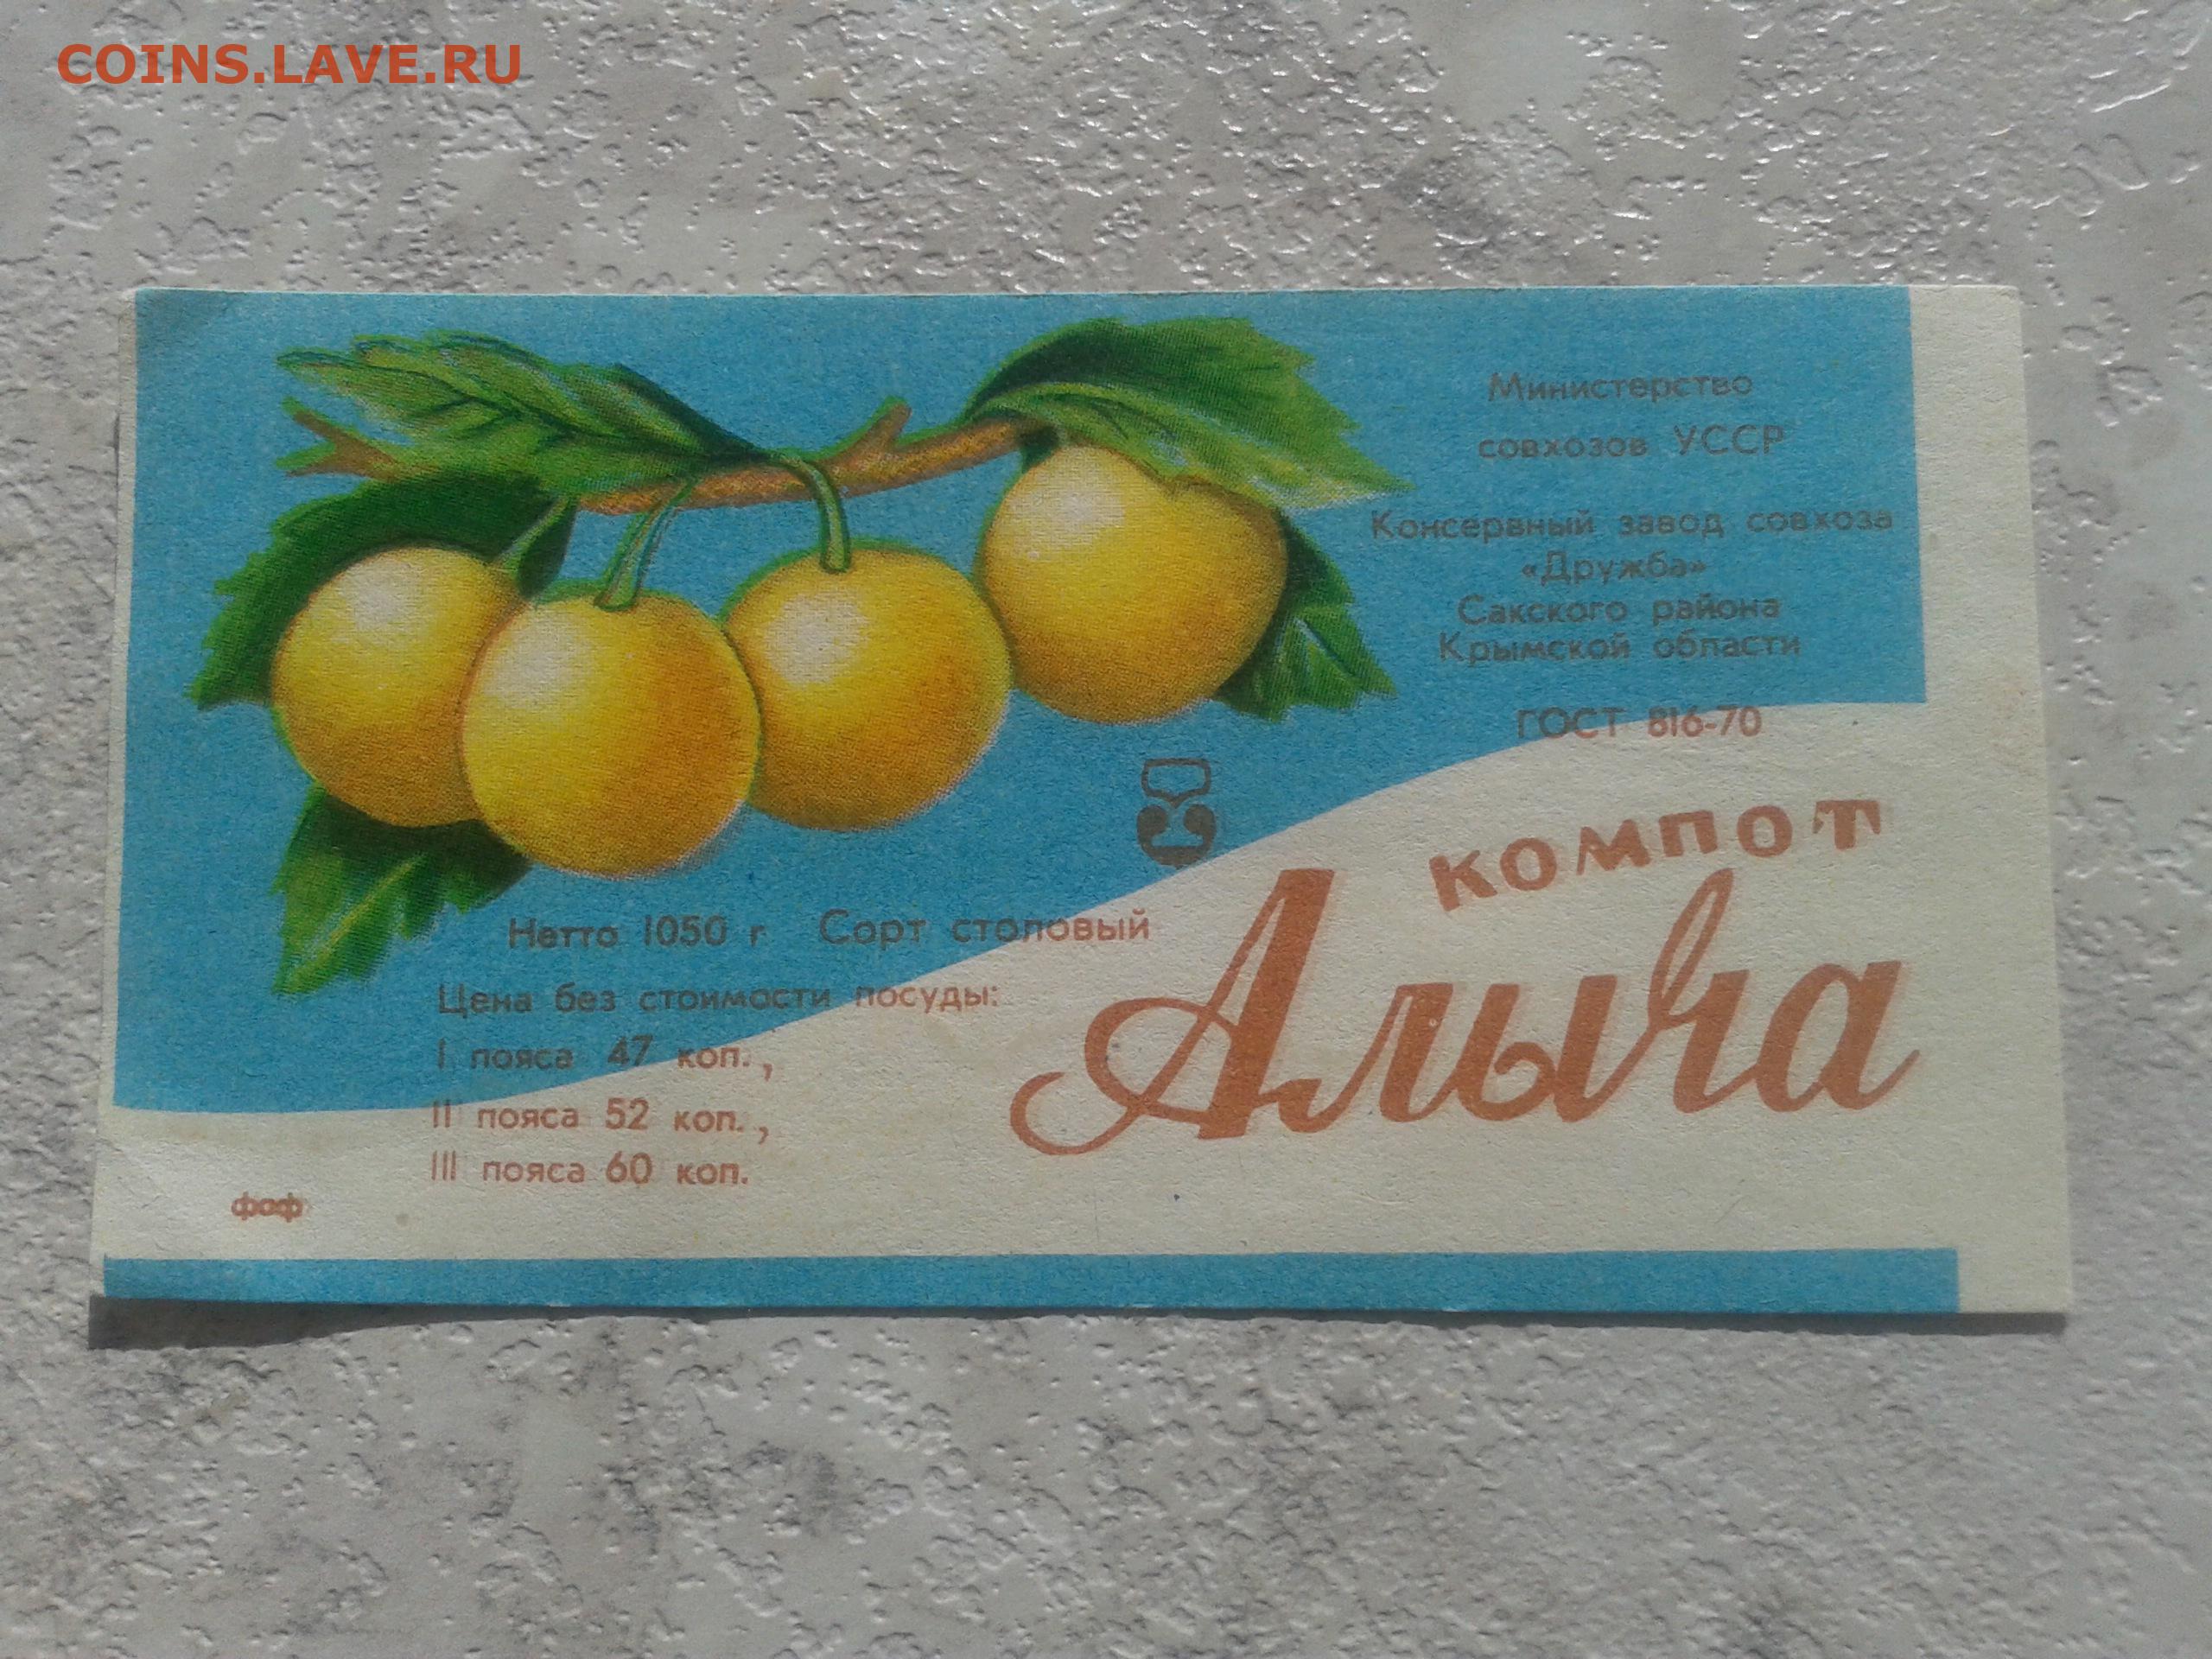 COINS.LAVE.RU
Министерство
совхозов УССР
Консервный завод совхоза
«Дружба»
Сакского района
Крымской области
ГОСТ 816-70
компот
Алыча
Нетто 1050 г Сорт столовый
Цена без стоимости посуды:
I пояса 47 коп.,
II пояса 52 коп.,
III пояса 60 коп.
фоф